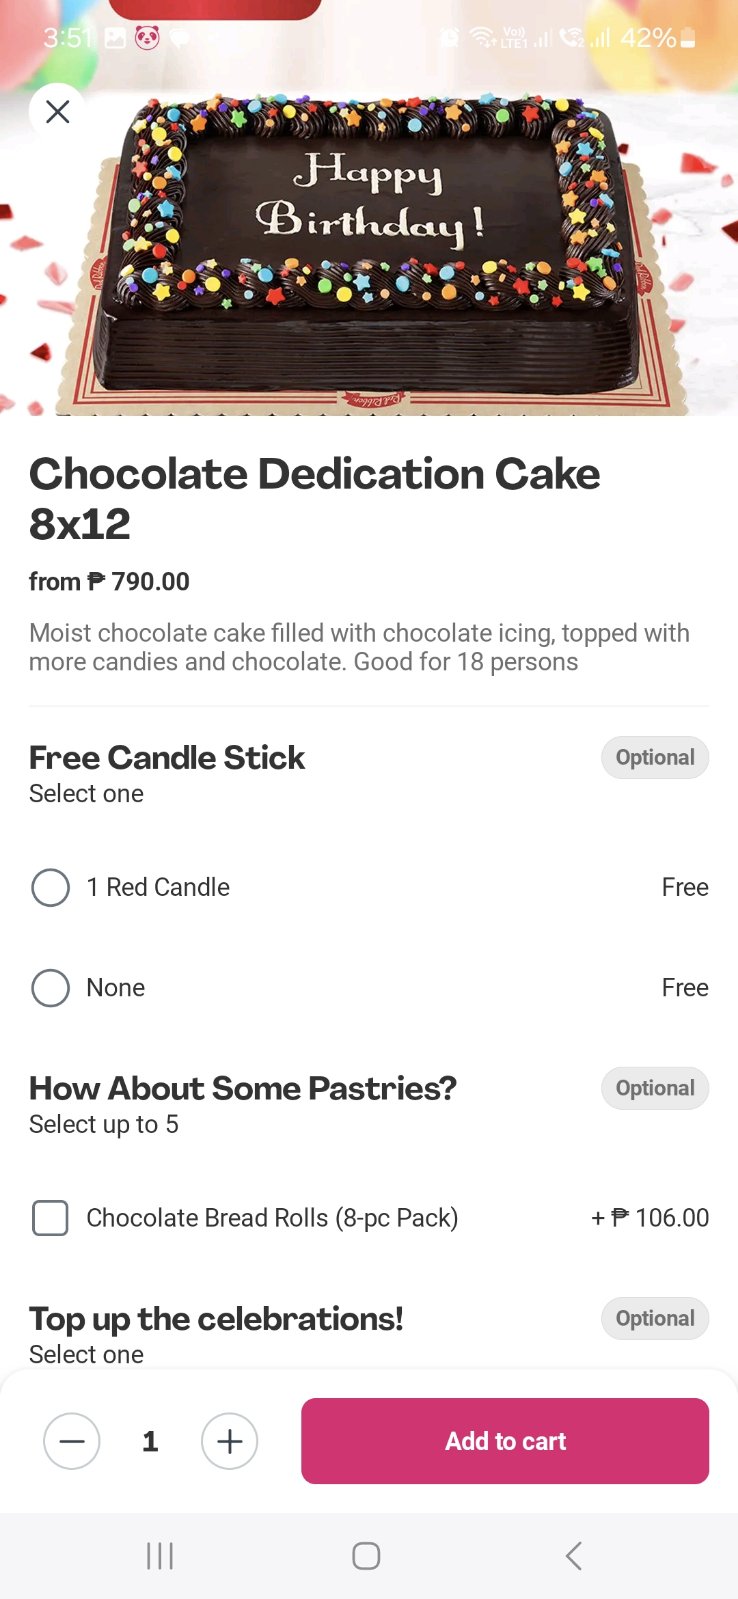 3:51
Vo))
LTE1
2
42%
Happy
Birthday!
Red Ribbon
Chocolate Dedication Cake
8x12
from ₱ 790.00
Moist chocolate cake filled with chocolate icing, topped with
more candies and chocolate. Good for 18 persons
Free Candle Stick
Optional
Select one
1 Red Candle
Free
None
Free
How About Some Pastries?
Optional
Select up to 5
Chocolate Bread Rolls (8-pc Pack)
+ ₱ 106.00
Top up the celebrations!
Optional
Select one
1
Add to cart